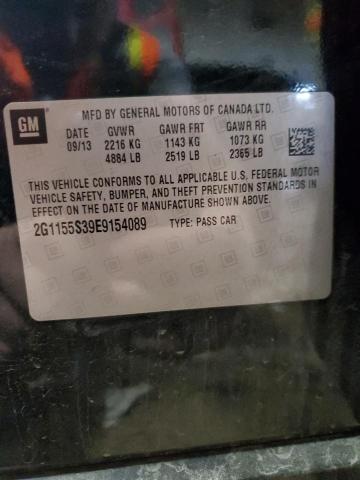 GM
MFD BY GENERAL MOTORS OF CANADA LTD.
DATE GVWR GAWR FRT GAWR RR
09/13 2216 KG 1143 KG 1073 KG
4884 LB 2519 LB 2365 LB
THIS VEHICLE CONFORMS TO ALL APPLICABLE U.S. FEDERAL MOTOR
VEHICLE SAFETY, BUMPER, AND THEFT PREVENTION STANDARDS IN
EFFECT ON THE DATE OF MANUFACTURE SHOWN ABOVE.
2G1155S39E9154089 TYPE: PASS CAR